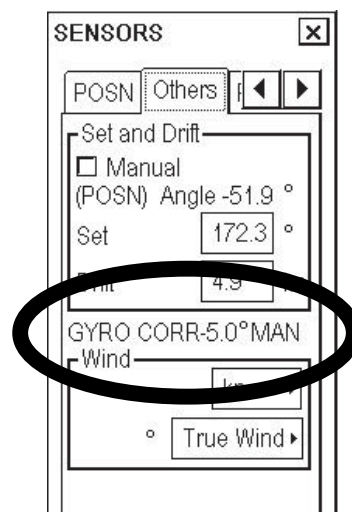 SENSORS
POSN Others
Set and Drift
Manual
(POSN) Angle -51.9 °
Set 172.3 °
4.9
GYRO CORR-5.0°MAN
Wind
° True Wind